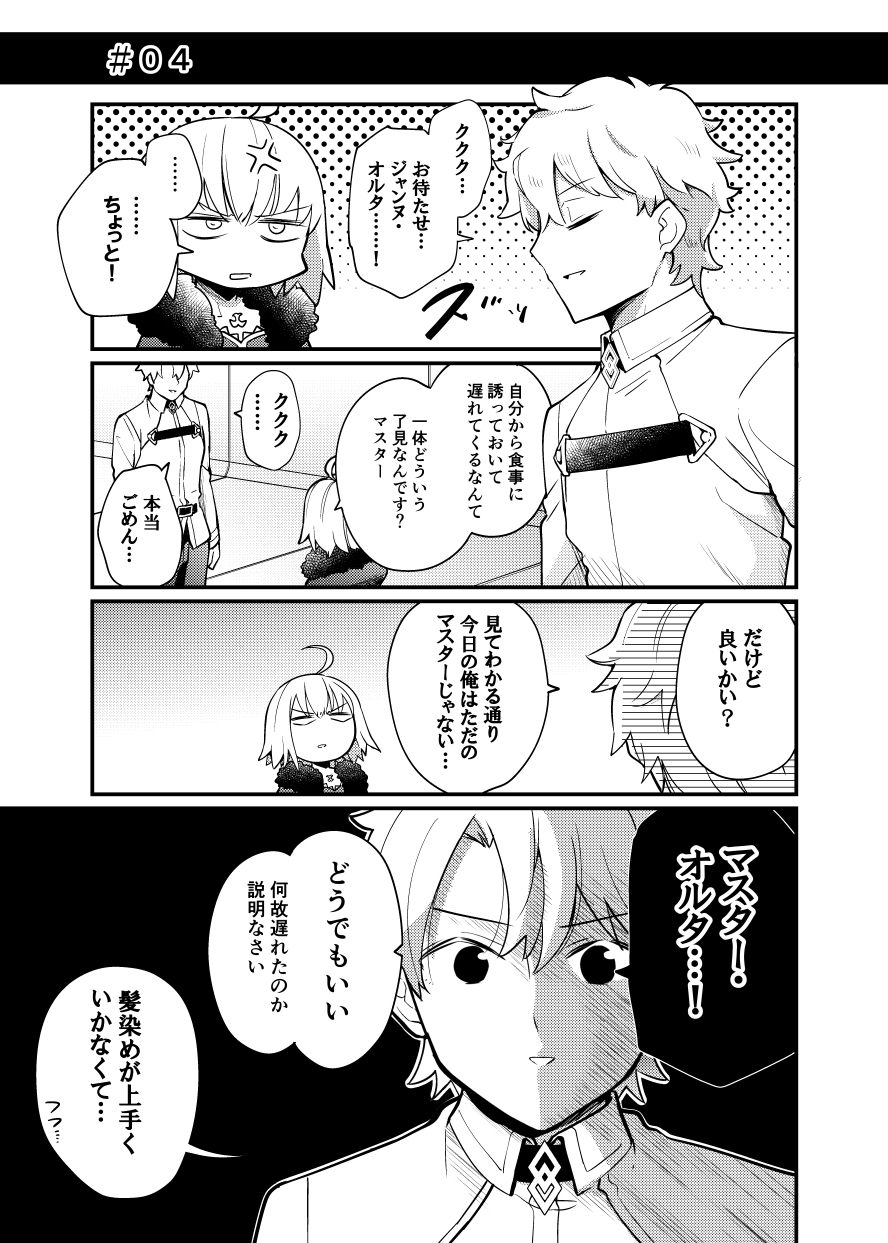 #04
ククク…
お待たせ…
ジャンヌ・
オルタ……！
ズ゛ーん
……
……
ちょっと！
自分から食事に
誘っておいて
遅れてくるなんて
一体どういう
了見なんです？
マスター
ククク
……
本当
ごめん…
だけど
良いかい？
見てわかる通り
今日の俺はただの
マスターじゃない…
マスター・
オルタ…！
どうでもいい
何故遅れたのか
説明なさい
髪染めが上手く
いかなくて…
フフ…